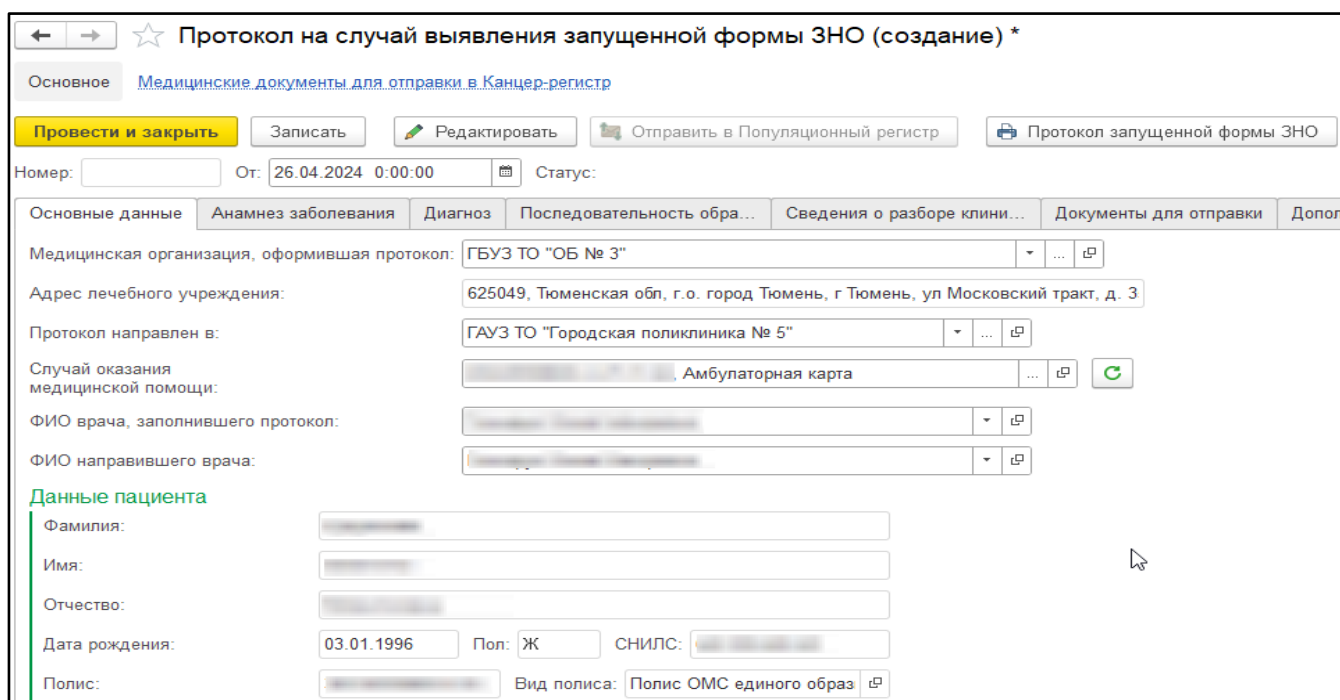 Протокол на случай выявления запущенной формы ЗНО (создание) *
Основное Медицинские документы для отправки в Канцер-регистр
Провести и закрыть Записать Редактировать Отправить в Популяционный регистр Протокол запущенной формы ЗНО
Номер: От: 26.04.2024 0:00:00 Статус:
Основные данные Анамнез заболевания Диагноз Последовательность обра... Сведения о разборе клини... Документы для отправки Допол
Медицинская организация, оформившая протокол: ГБУЗ ТО "ОБ № 3"
Адрес лечебного учреждения: 625049, Тюменская обл, г.о. город Тюмень, г Тюмень, ул Московский тракт, д. 3
Протокол направлен в: ГАУЗ ТО "Городская поликлиника № 5"
Случай оказания
медицинской помощи: , Амбулаторная карта
ФИО врача, заполнившего протокол:
ФИО направившего врача:
Данные пациента
Фамилия:
Имя:
Отчество:
Дата рождения: 03.01.1996 Пол: Ж СНИЛС:
Полис: Вид полиса: Полис ОМС единого образ